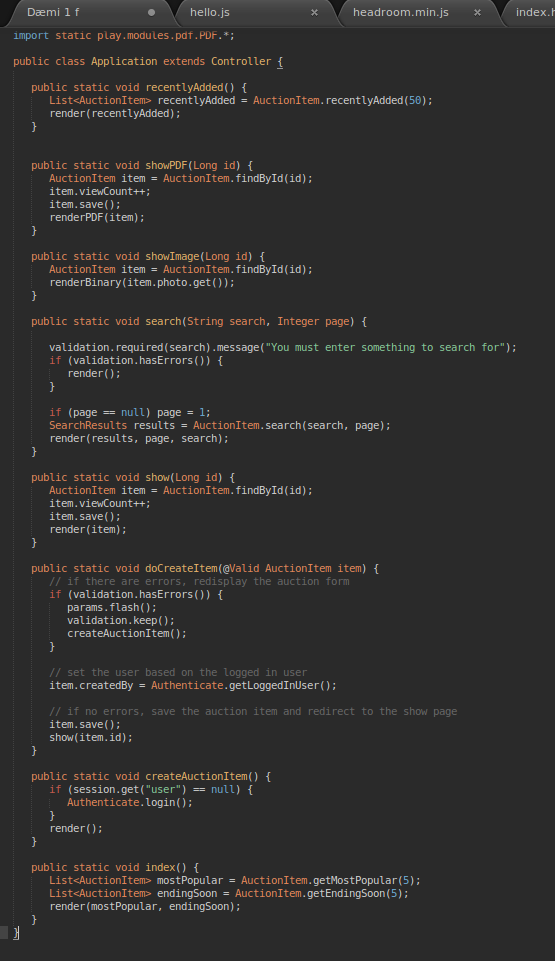 Dæmi 1 f hello.js headroom.min.js index.h
import static play.modules.pdf.PDF.*;
public class Application extends Controller {
public static void recentlyAdded() {
List<AuctionItem> recentlyAdded = AuctionItem.recentlyAdded(50);
render(recentlyAdded);
}
public static void showPDF(Long id) {
AuctionItem item = AuctionItem.findById(id);
item.viewCount++;
item.save();
renderPDF(item);
}
public static void showImage(Long id) {
AuctionItem item = AuctionItem.findById(id);
renderBinary(item.photo.get());
}
public static void search(String search, Integer page) {
validation.required(search).message("You must enter something to search for");
if (validation.hasErrors()) {
render();
}
if (page == null) page = 1;
SearchResults results = AuctionItem.search(search, page);
render(results, page, search);
}
public static void show(Long id) {
AuctionItem item = AuctionItem.findById(id);
item.viewCount++;
item.save();
render(item);
}
public static void doCreateItem(@Valid AuctionItem item) {
// if there are errors, redisplay the auction form
if (validation.hasErrors()) {
params.flash();
validation.keep();
createAuctionItem();
}
// set the user based on the logged in user
item.createdBy = Authenticate.getLoggedInUser();
// if no errors, save the auction item and redirect to the show page
item.save();
show(item.id);
}
public static void createAuctionItem() {
if (session.get("user") == null) {
Authenticate.login();
}
render();
}
public static void index() {
List<AuctionItem> mostPopular = AuctionItem.getMostPopular(5);
List<AuctionItem> endingSoon = AuctionItem.getEndingSoon(5);
render(mostPopular, endingSoon);
}
}